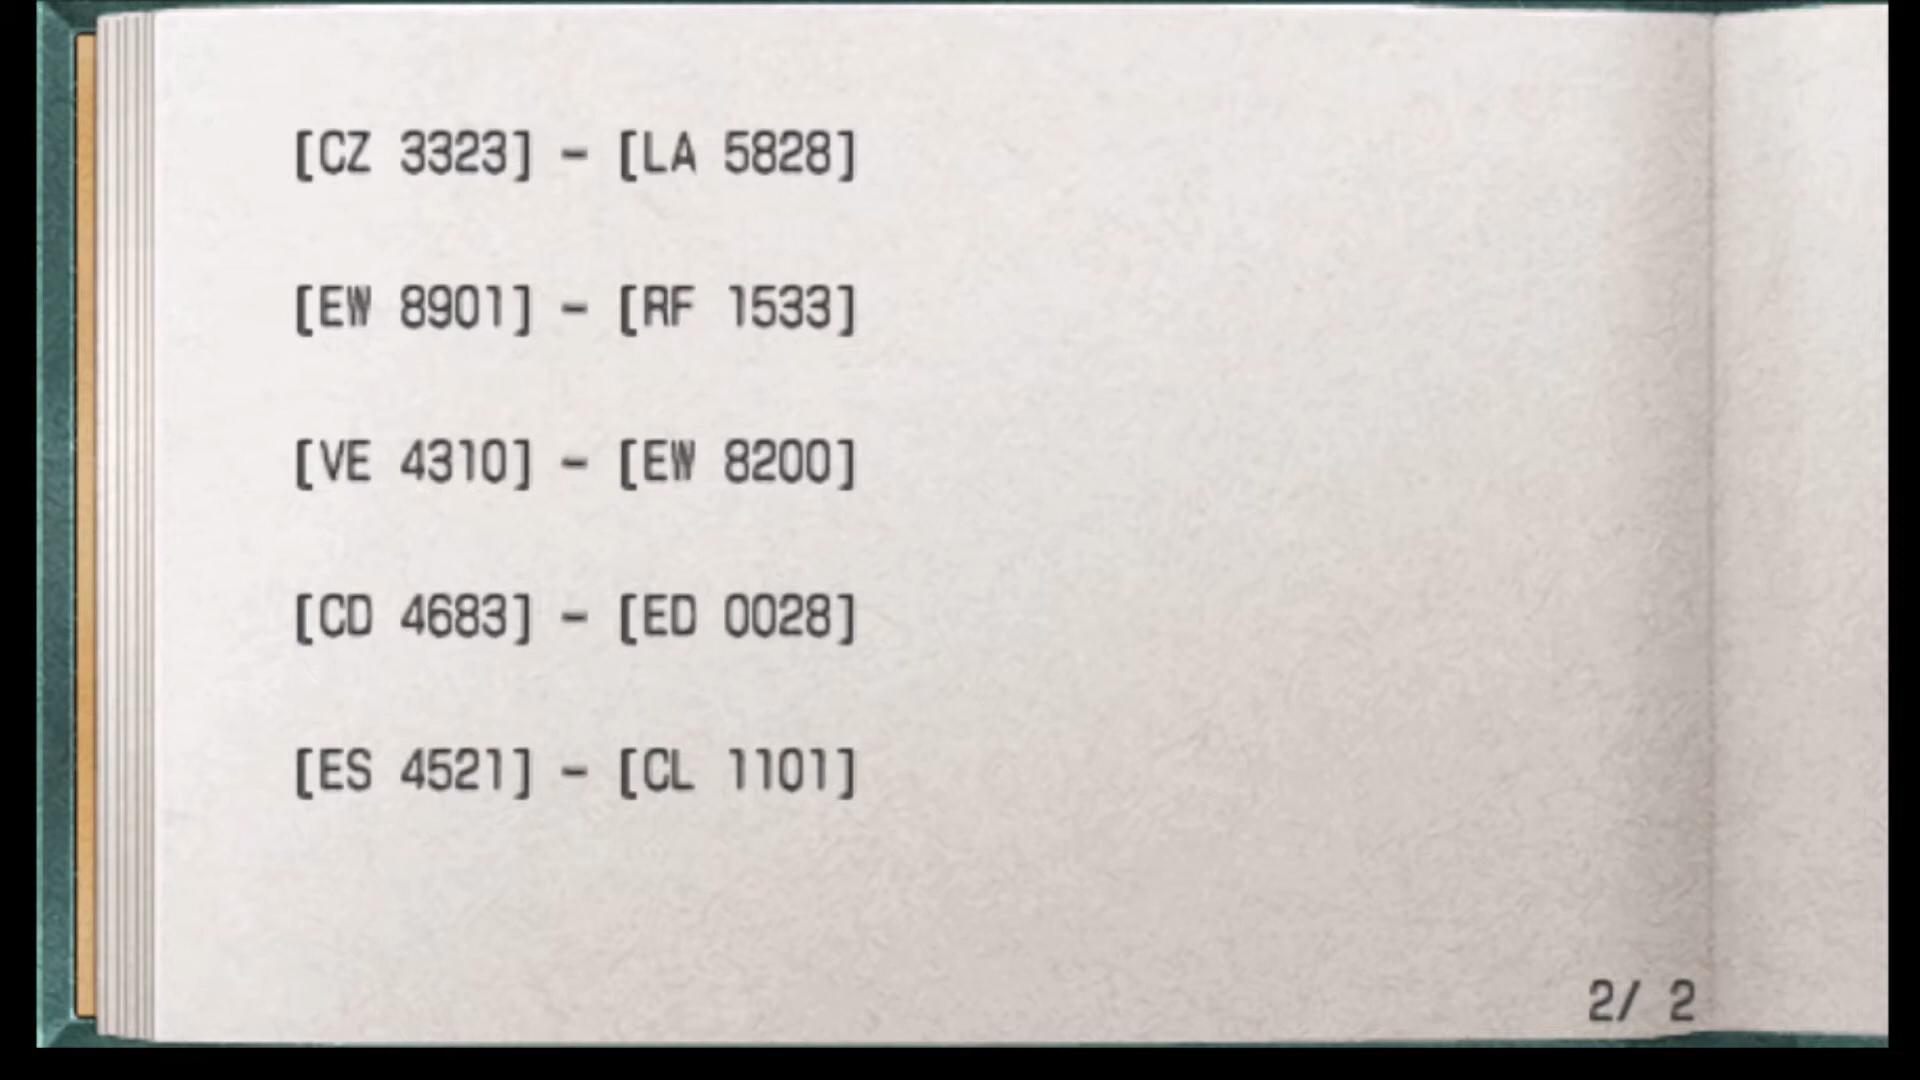 [CZ 3323] - [LA 5828]
[EW 8901] - [RF 1533]
[VE 4310] - [EW 8200]
[CD 4683] - [ED 0028]
[ES 4521] - [CL 1101]
2/ 2